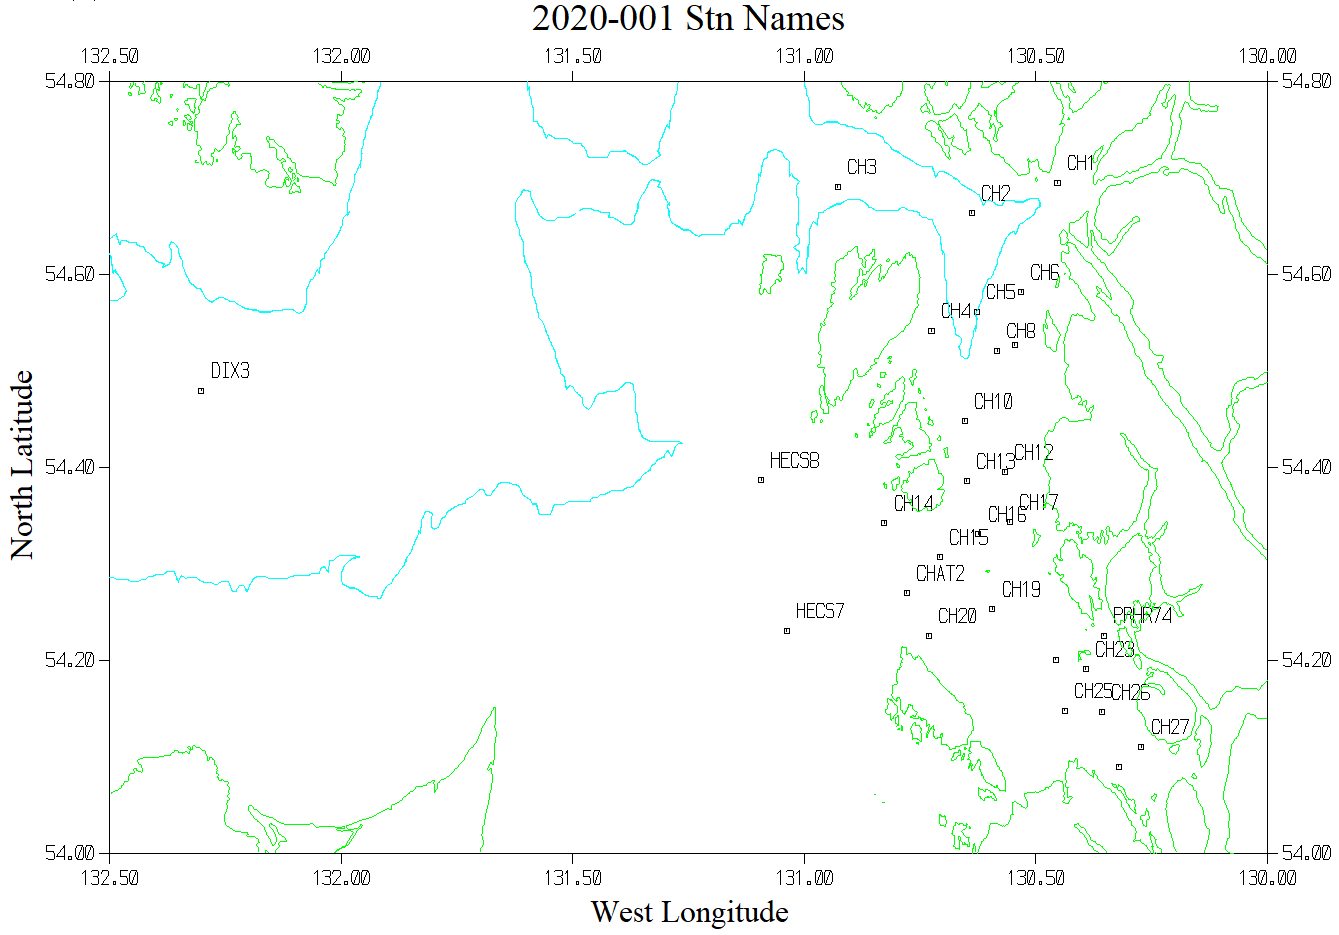 2020-001 Stn Names
132.50 132.00 131.50 131.00 130.50 130.00
54.80 54.80
CH1
CH3
CH2
54.60 CH6 54.60
CH5
CH4
CH8
DIX3
CH10
CH12
HECS8 CH13
54.40 54.40
CH14 CH17
CH16
CH15
CHAT2
CH19
HECS7 CH20 PRHR74
CH23
54.20 54.20
CH25 CH26
CH27
54.00 54.00
132.50 132.00 131.50 131.00 130.50 130.00
West Longitude
North Latitude